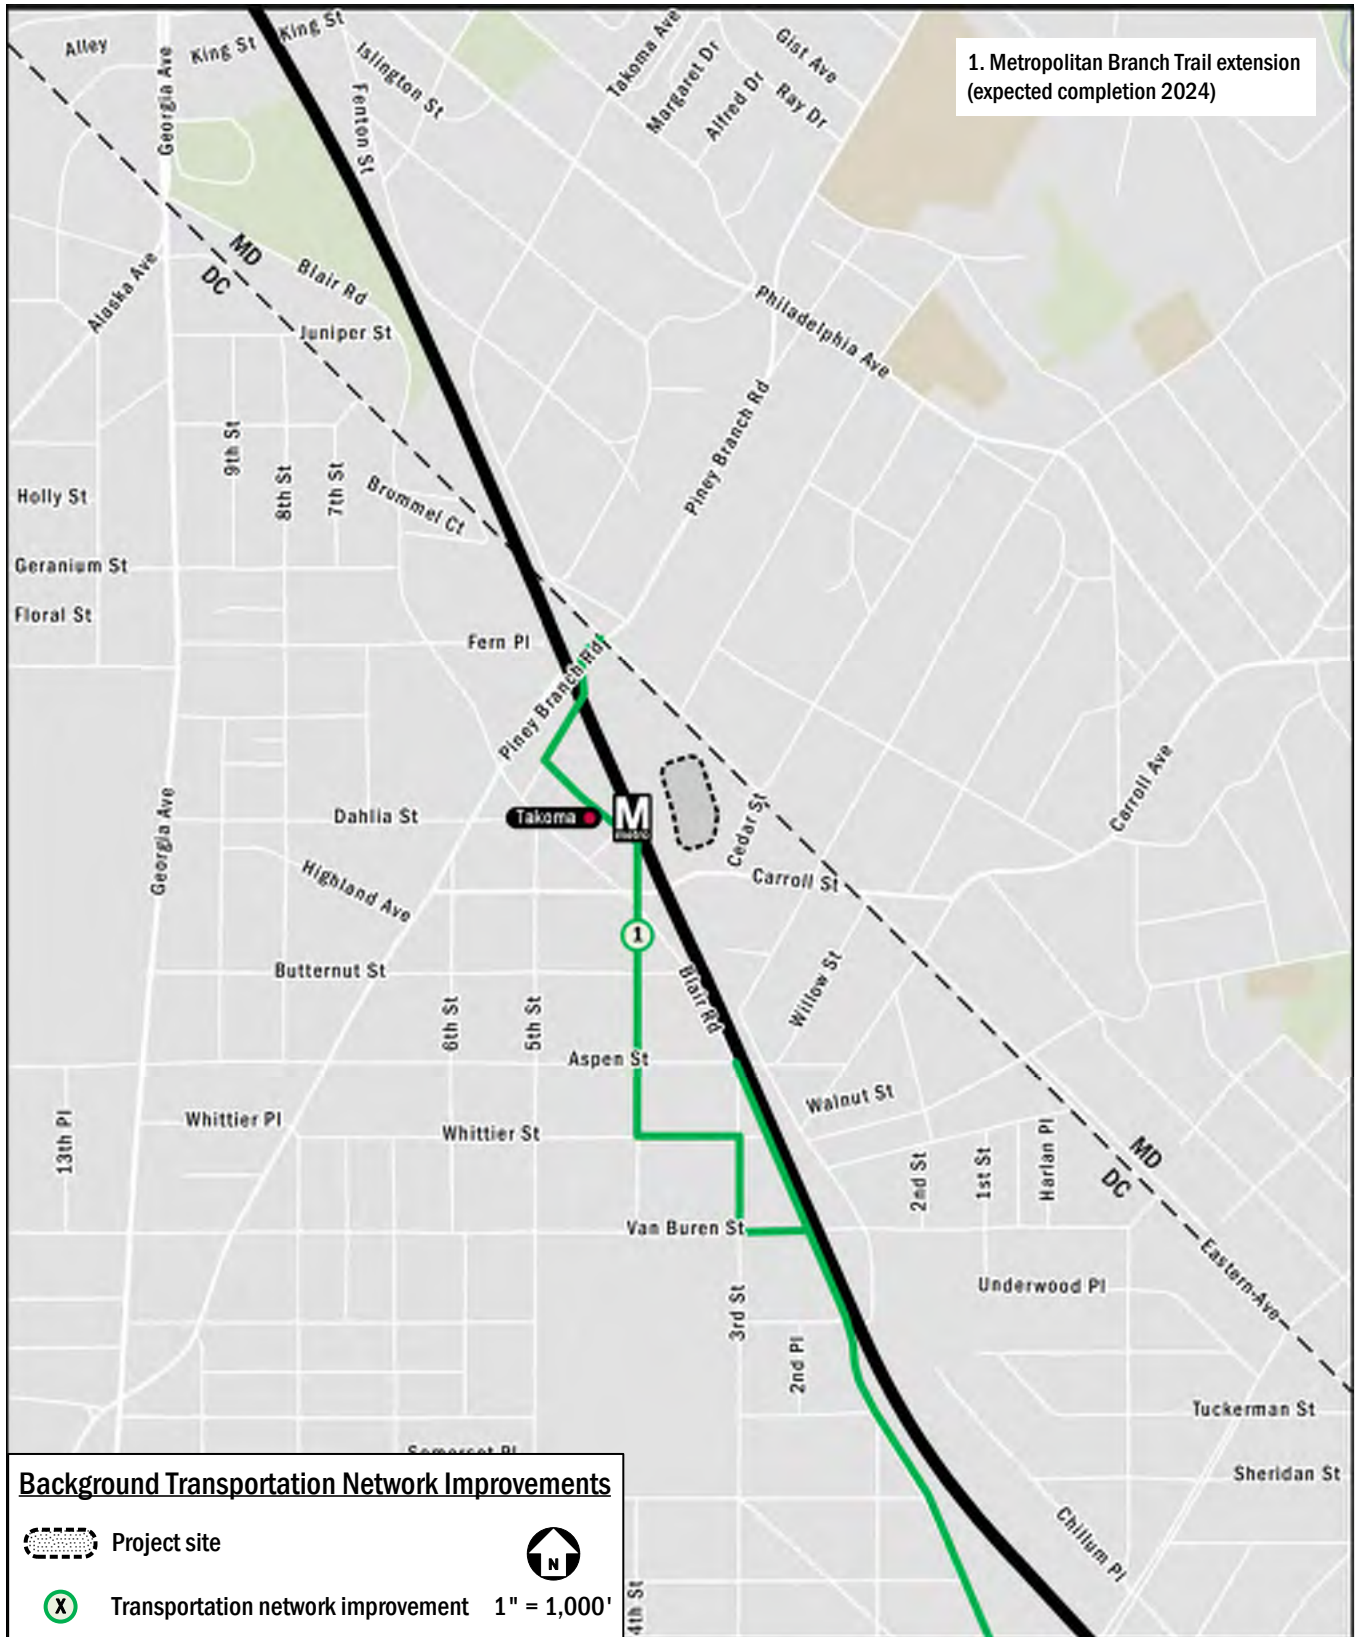 Alley
King St
King St
Georgia Ave
Islington St
Fenton St
Takoma Ave
Margaret Dr
Alfred Dr
Gist Ave
Ray Dr
1. Metropolitan Branch Trail extension
(expected completion 2024)
MD
DC
Blair Rd
Alaska Ave
Juniper St
Philadelphia Ave
Piney Branch Rd
9th St
8th St
7th St
Brummel Ct
Holly St
Geranium St
Floral St
Fern Pl
Piney Branch Rd
Georgia Ave
Dahlia St
Takoma
M
metro
Cedar St
Carroll St
Carroll Ave
Highland Ave
1
Butternut St
6th St
5th St
Blair Rd
Willow St
Aspen St
Walnut St
13th Pl
Whittier Pl
Whittier St
2nd St
1st St
Harlan Pl
MD
DC
Van Buren St
Eastern Ave
Underwood Pl
3rd St
2nd Pl
Tuckerman St
Somerset Pl
Sheridan St
Chillum Pl
4th St
Background Transportation Network Improvements
Project site
N
X
Transportation network improvement
1" = 1,000'